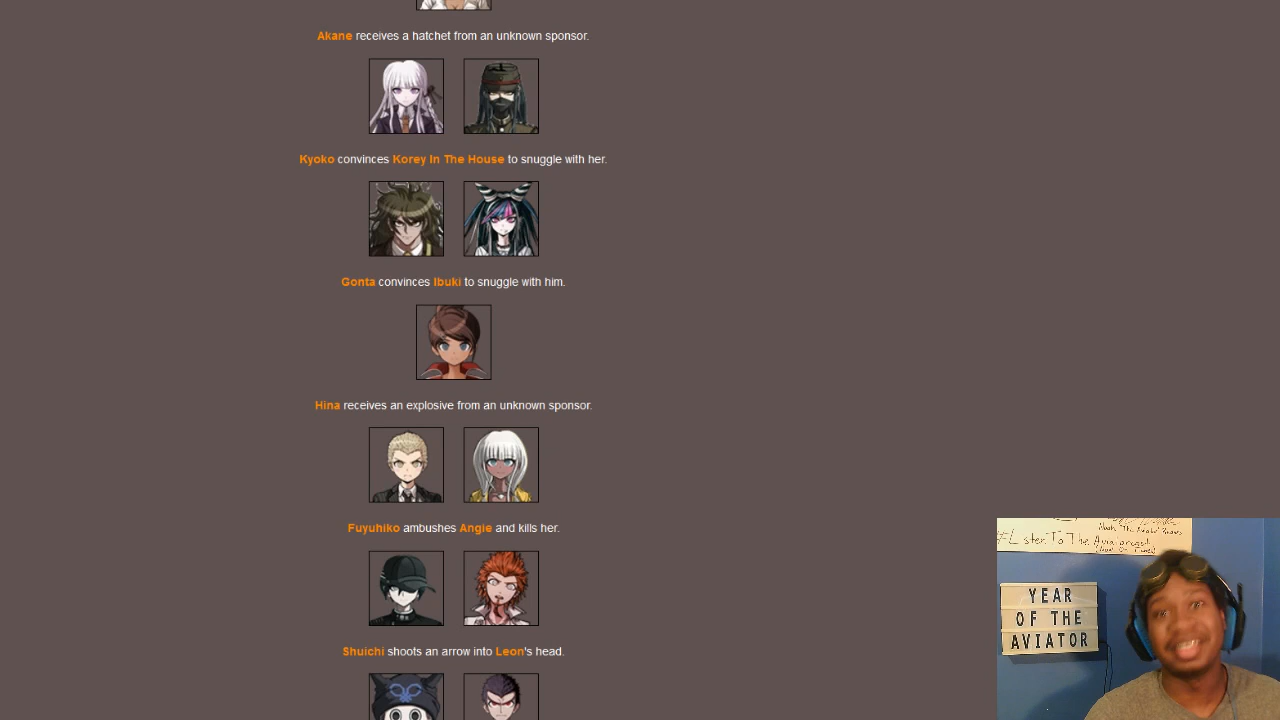 Akane receives a hatchet from an unknown sponsor.
Kyoko convinces Korey In The House to snuggle with her.
Gonta convinces Ibuki to snuggle with him.
Hina receives an explosive from an unknown sponsor.
Fuyuhiko ambushes Angie and kills her.
Shuichi shoots an arrow into Leon's head.
YEAR
OF THE
AVIATOR